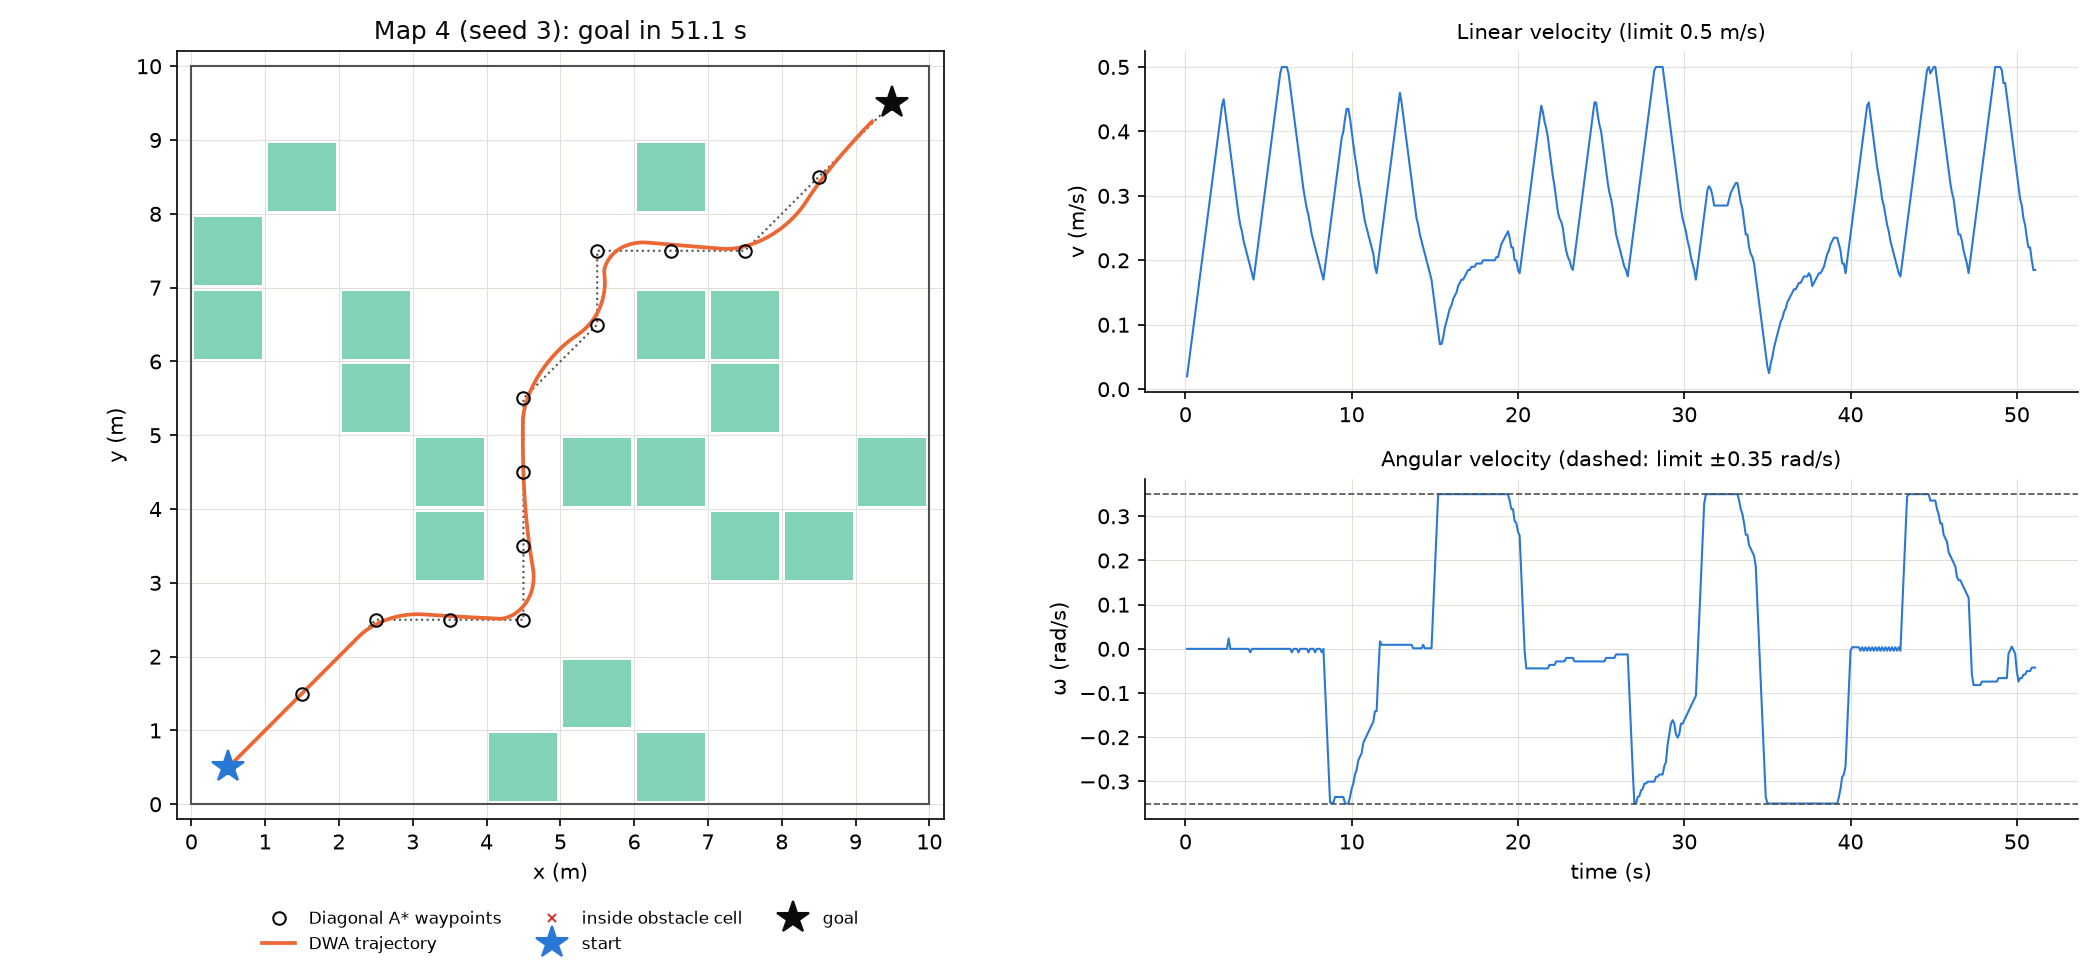 Map 4 (seed 3): goal in 51.1 s
10
9
8
7
6
5
4
3
2
1
0
y (m)
0 1 2 3 4 5 6 7 8 9 10
x (m)
Diagonal A* waypoints
DWA trajectory
inside obstacle cell
start
goal
Linear velocity (limit 0.5 m/s)
0.5
0.4
0.3
0.2
0.1
0.0
v (m/s)
0 10 20 30 40 50
Angular velocity (dashed: limit ±0.35 rad/s)
0.3
0.2
0.1
0.0
−0.1
−0.2
−0.3
ω (rad/s)
0 10 20 30 40 50
time (s)